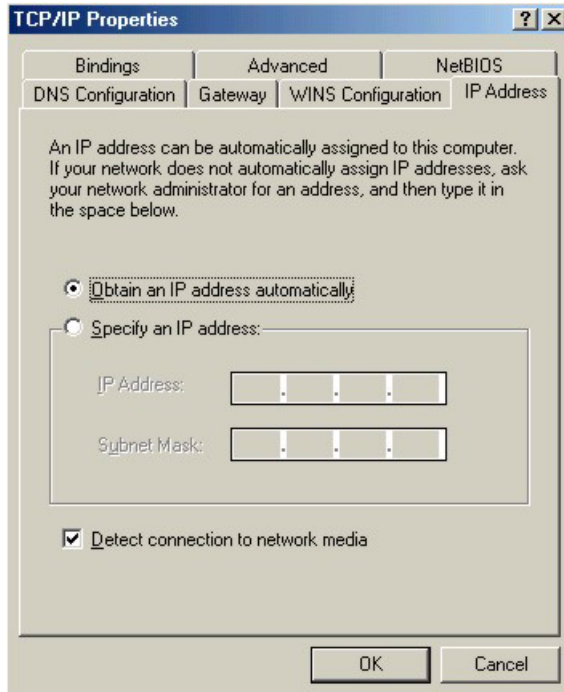 TCP/IP Properties
Bindings Advanced NetBIOS
DNS Configuration Gateway WINS Configuration IP Address
An IP address can be automatically assigned to this computer.
If your network does not automatically assign IP addresses, ask
your network administrator for an address, and then type it in
the space below.
Obtain an IP address automatically
Specify an IP address:
IP Address:
Subnet Mask:
Detect connection to network media
OK Cancel